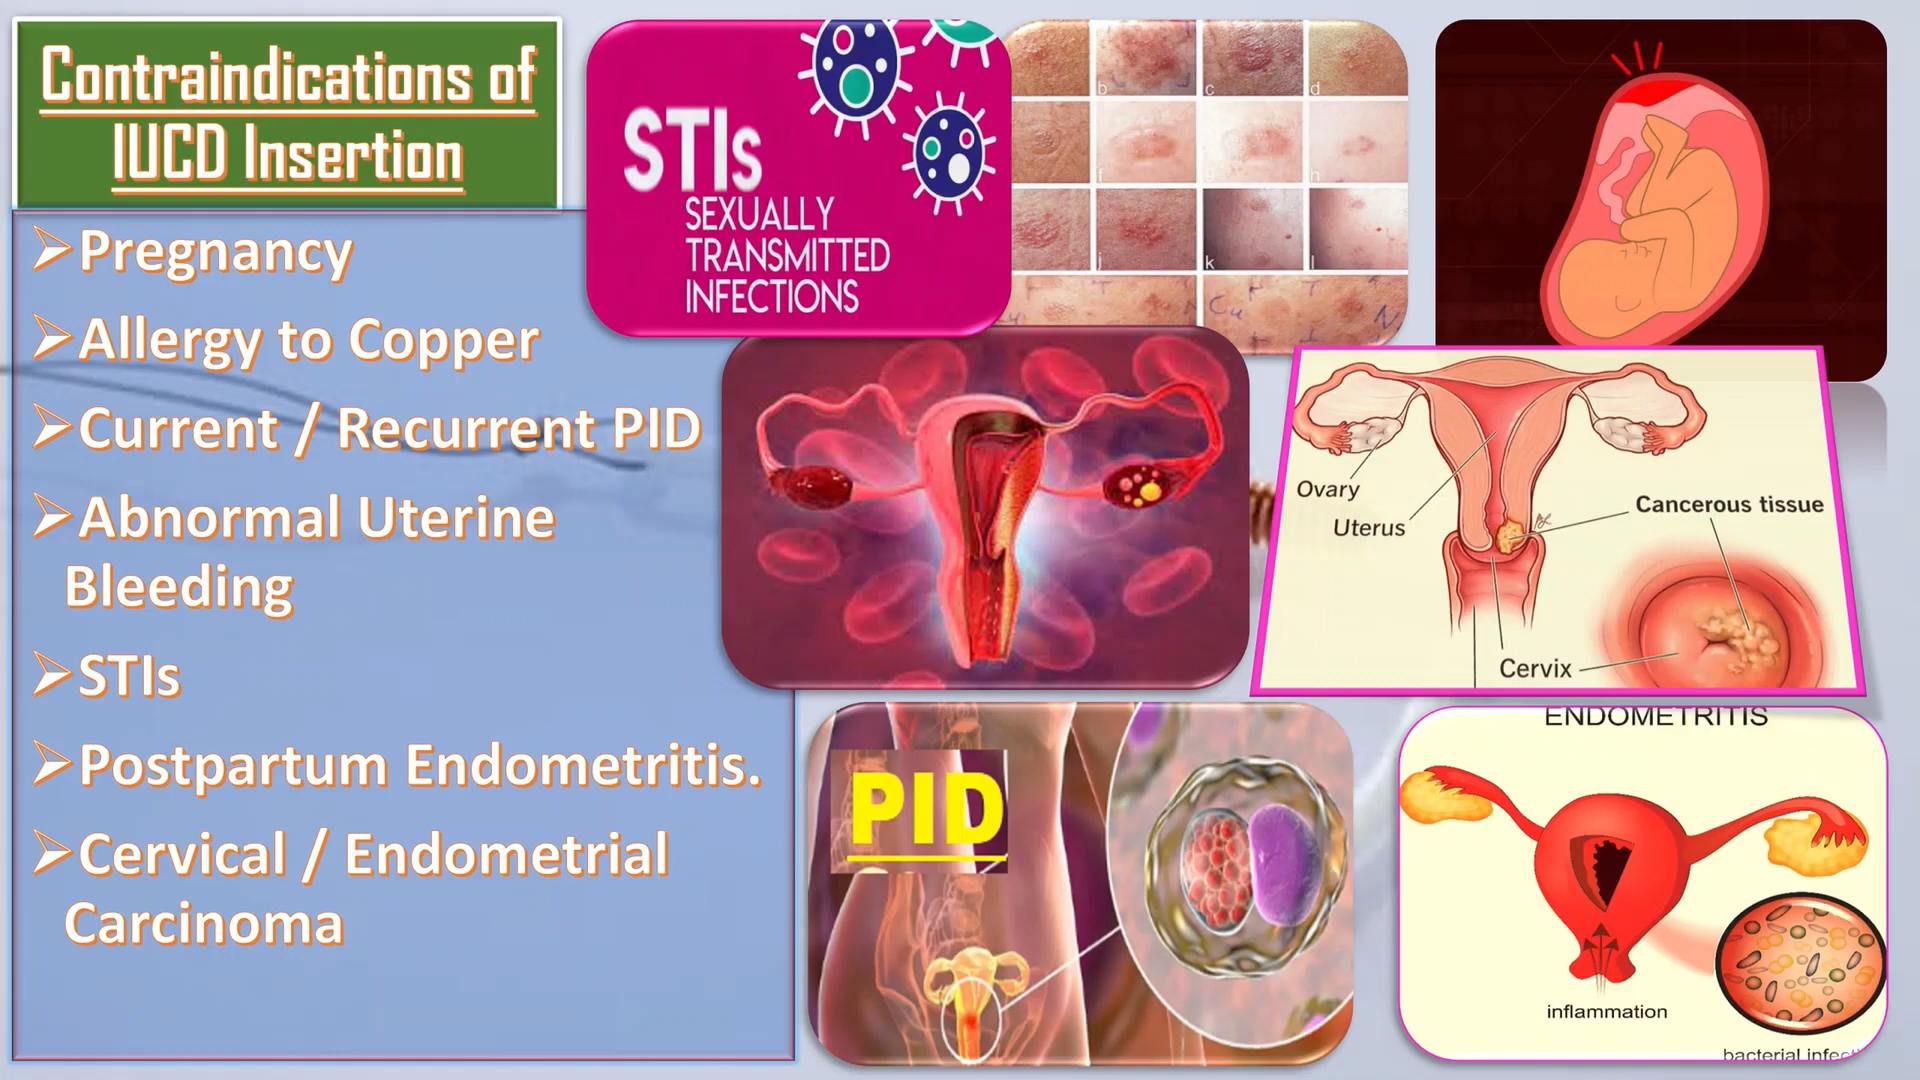 Contraindications of
IUCD Insertion
Pregnancy
Allergy to Copper
Current / Recurrent PID
Abnormal Uterine
Bleeding
STIs
Postpartum Endometritis.
Cervical / Endometrial
Carcinoma
STIs
SEXUALLY
TRANSMITTED
INFECTIONS
b c d
f g h
j k l
Cu N
Ovary
Uterus
Cancerous tissue
Cervix
PID
ENDOMETRITIS
inflammation